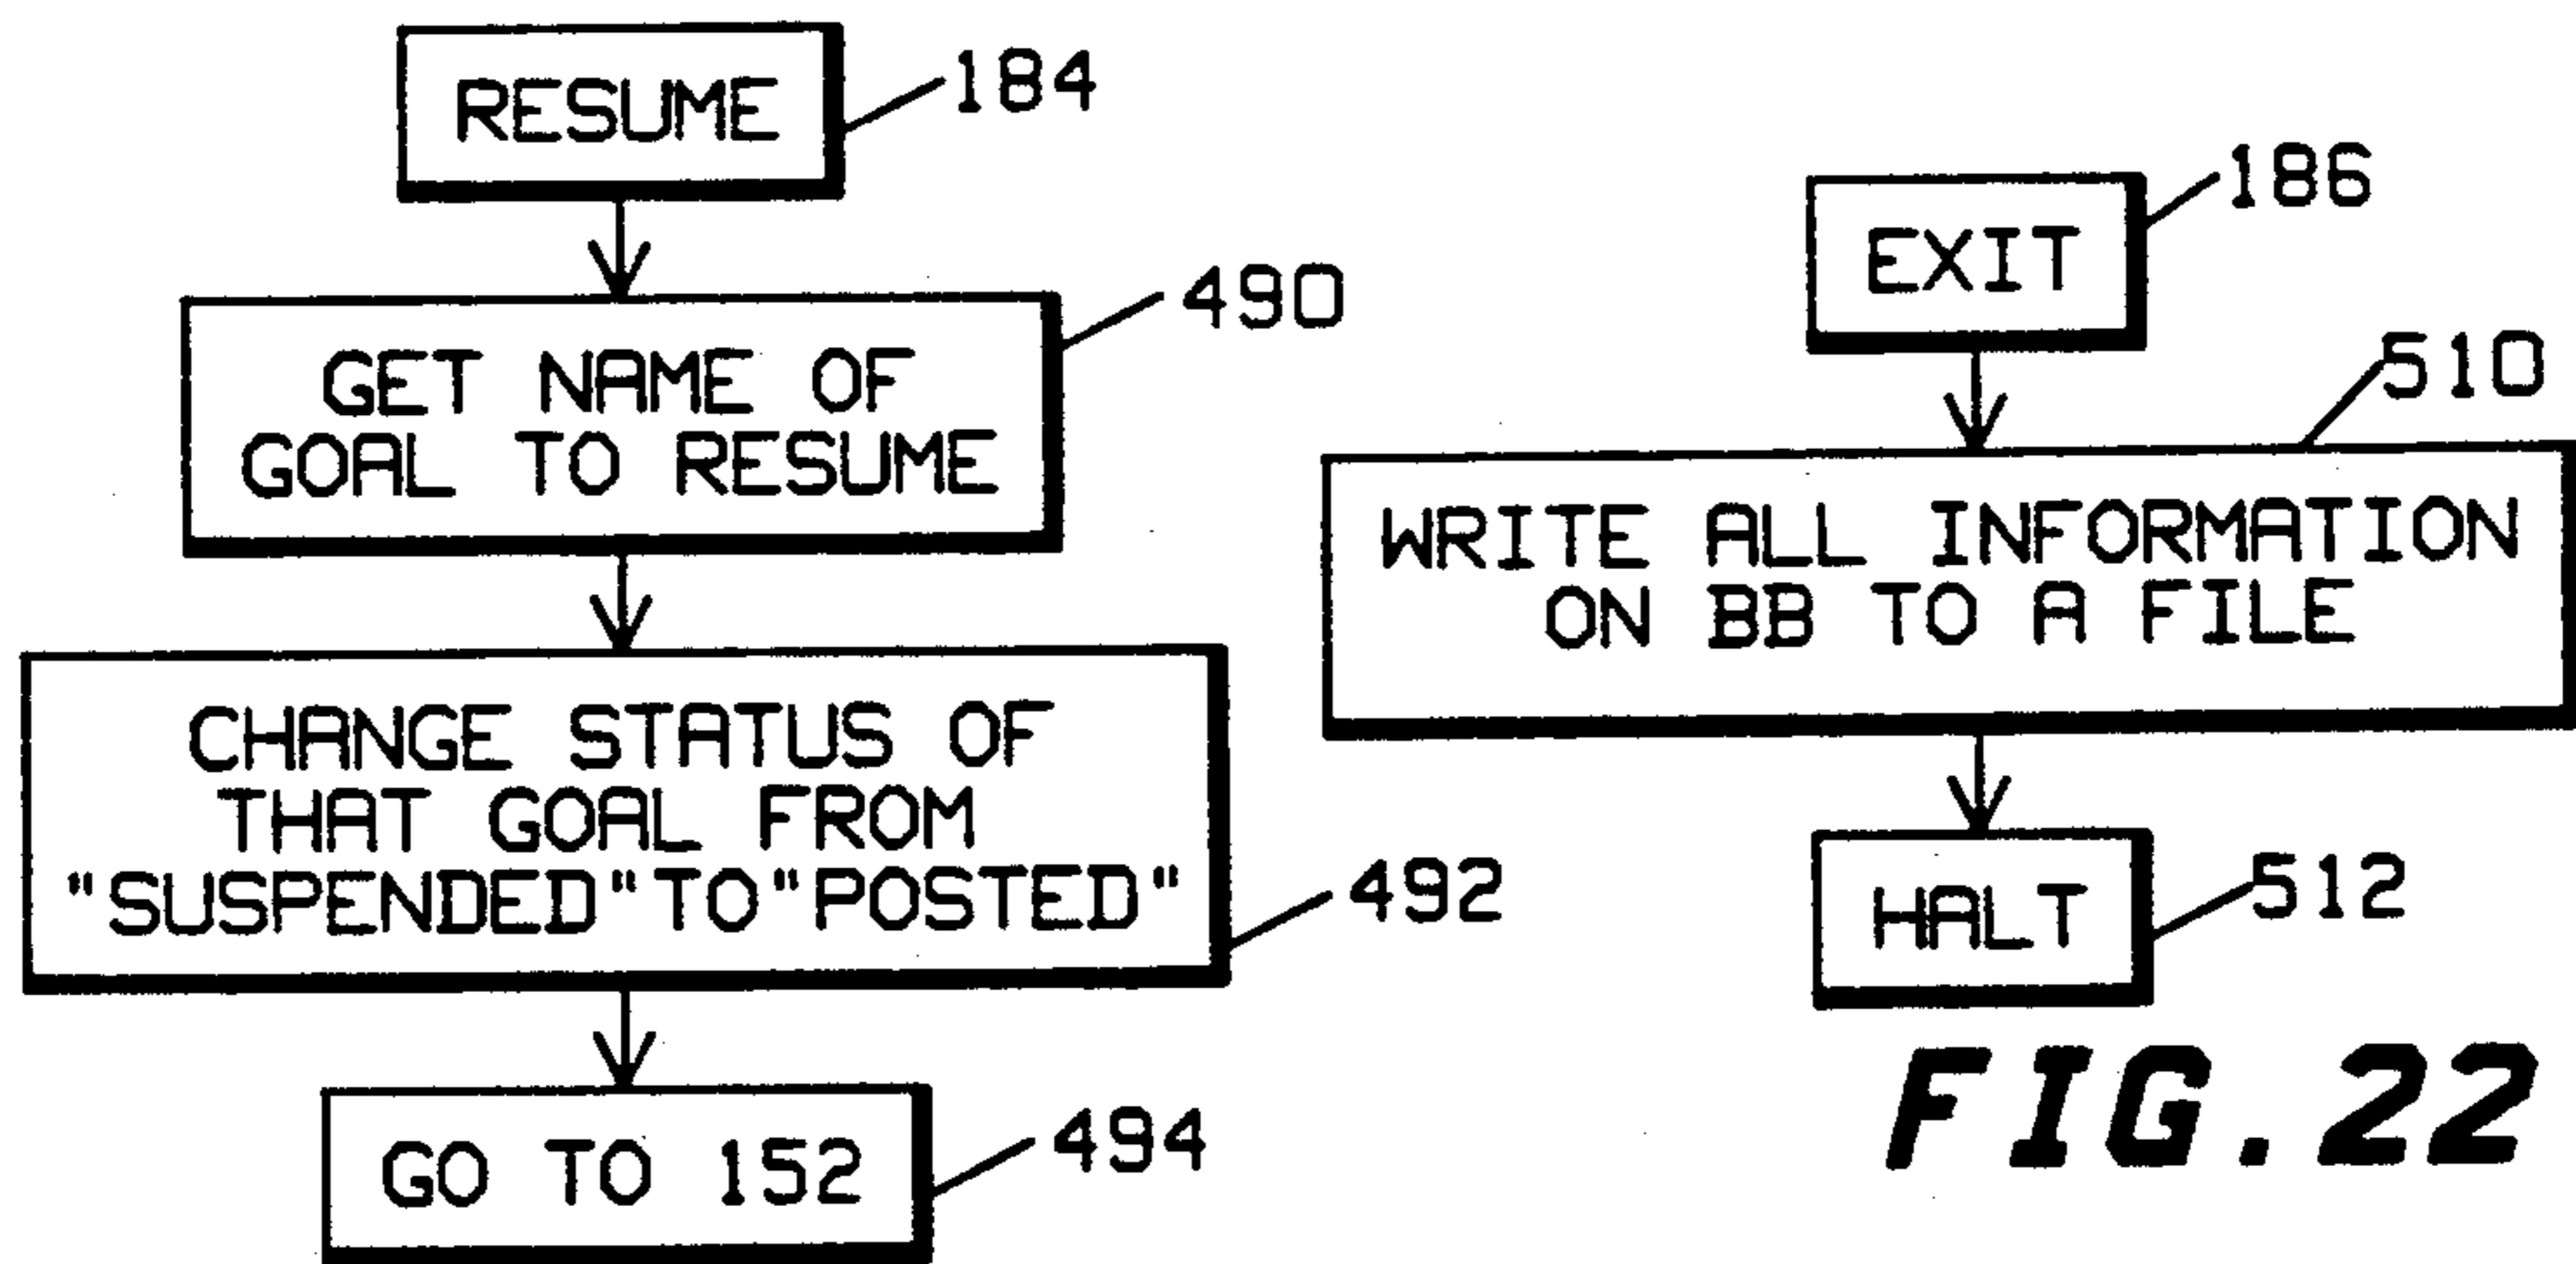 RESUME
184
GET NAME OF
GOAL TO RESUME
490
CHANGE STATUS OF
THAT GOAL FROM
"SUSPENDED" TO "POSTED"
492
GO TO 152
494
EXIT
186
WRITE ALL INFORMATION
ON BB TO A FILE
510
HALT
512
FIG.22